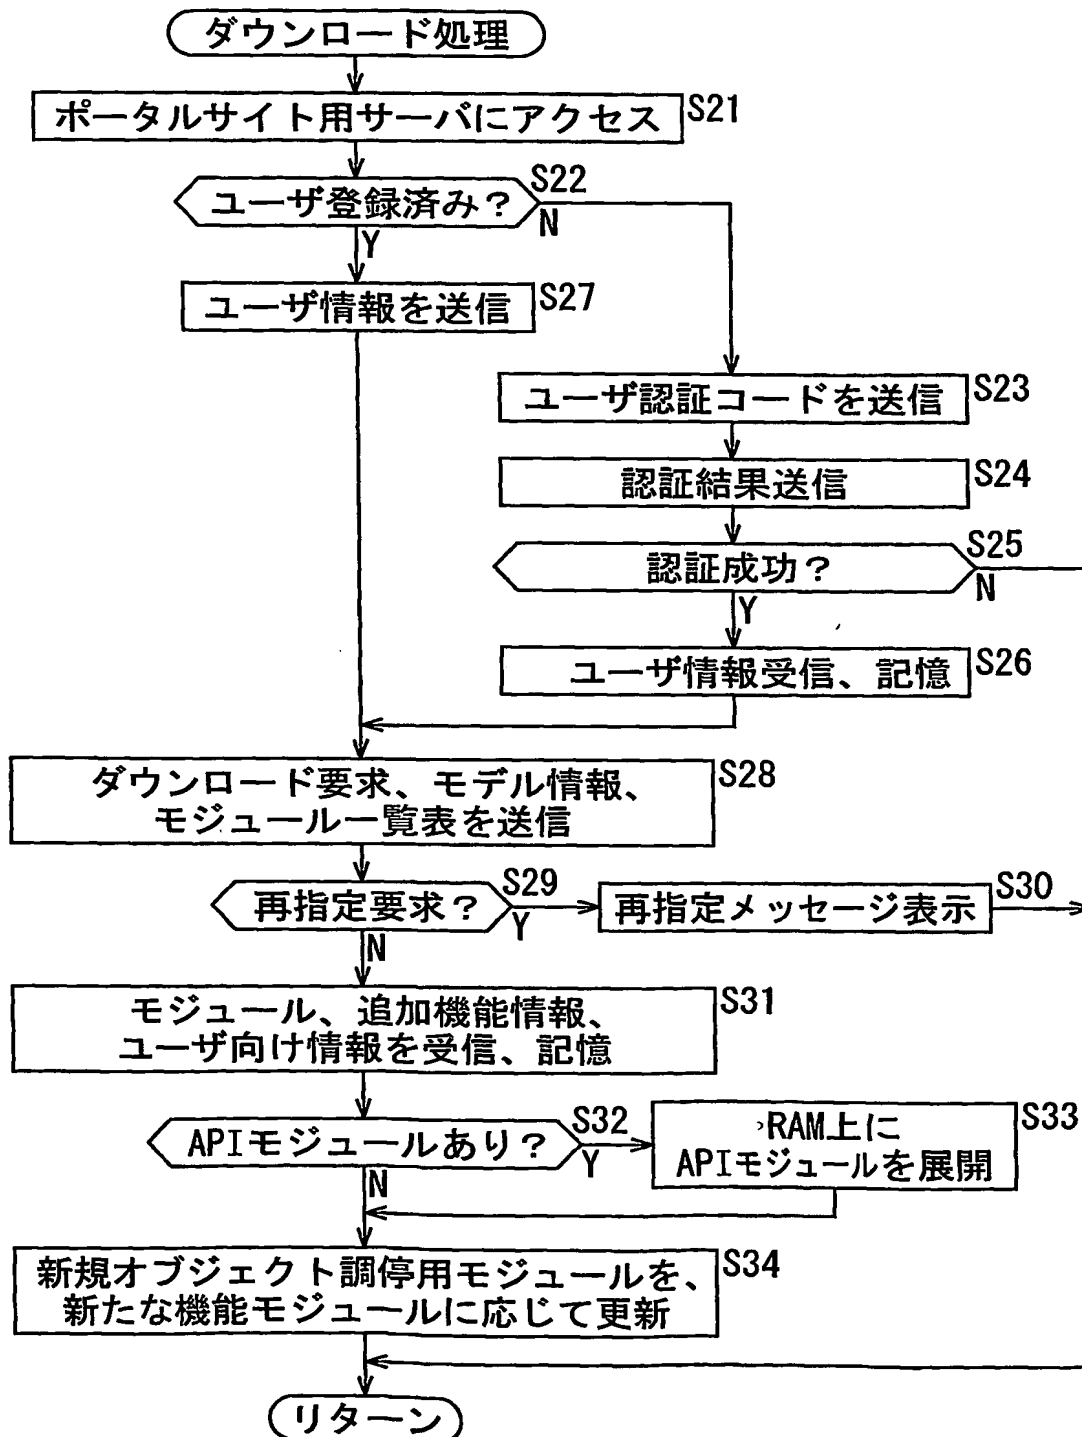 ダウンロード処理
ポータルサイト用サーバにアクセス
S21
ユーザ登録済み?
S22
N
Y
ユーザ情報を送信
S27
ユーザ認証コードを送信
S23
認証結果送信
S24
認証成功?
S25
N
Y
ユーザ情報受信、記憶
S26
ダウンロード要求、モデル情報、
モジュール一覧表を送信
S28
再指定要求?
S29
Y
N
再指定メッセージ表示
S30
モジュール、追加機能情報、
ユーザ向け情報を受信、記憶
S31
APIモジュールあり?
S32
Y
N
RAM上に
APIモジュールを展開
S33
新規オブジェクト調停用モジュールを、
新たな機能モジュールに応じて更新
S34
リターン